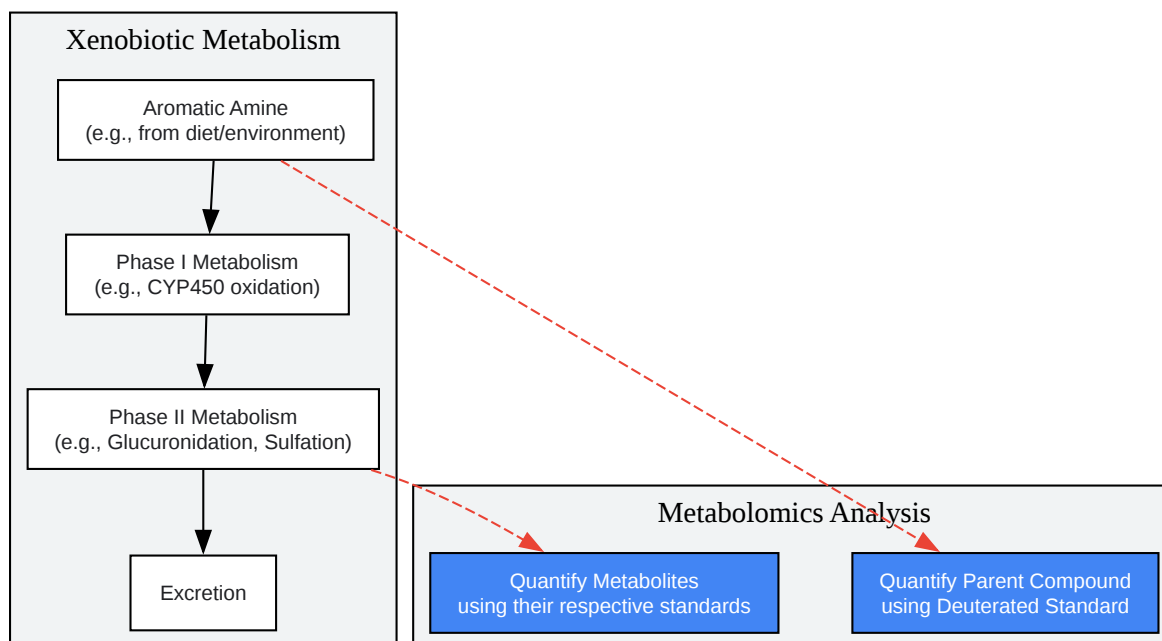 Xenobiotic Metabolism
Aromatic Amine
(e.g., from diet/environment)
Phase I Metabolism
(e.g., CYP450 oxidation)
Phase II Metabolism
(e.g., Glucuronidation, Sulfation)
Excretion
Metabolomics Analysis
Quantify Metabolites
using their respective standards
Quantify Parent Compound
using Deuterated Standard